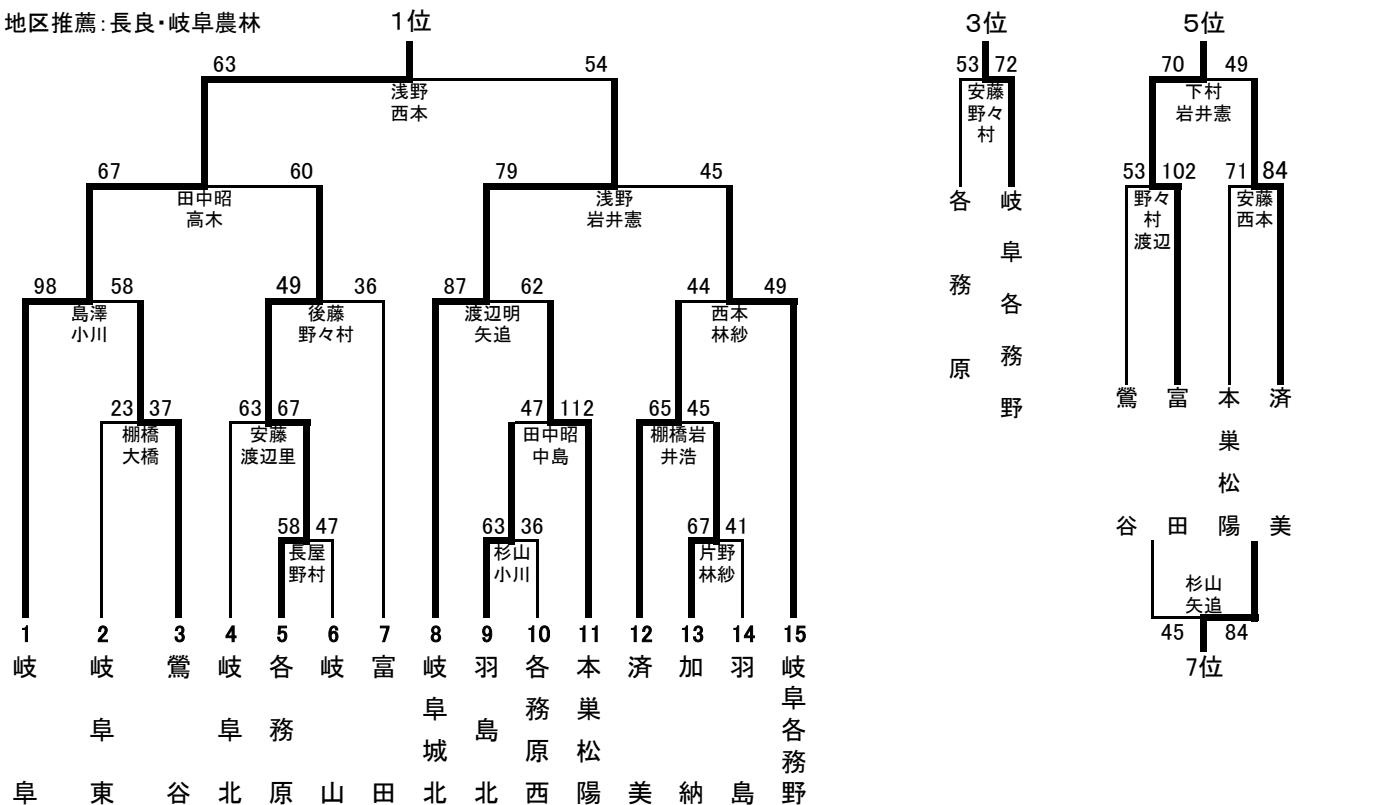 地区推薦：長良・岐阜農林
1位
3位
5位
63
54
浅野
西本
53 72
安藤
野々
村
70
49
下村
岩井憲
67
60
田中昭
高木
79
45
浅野
岩井憲
各務原
岐阜各務野
53 102
野々
村
渡辺
71 84
安藤
西本
98
58
島澤
小川
49
36
後藤
野々村
87
62
渡辺明
矢追
44
49
西本
林紗
鶯谷
富田
本巣松陽
済美
23 37
棚橋
大橋
63 67
安藤
渡辺里
47 112
田中昭
中島
65 45
棚橋岩
井浩
58 47
長屋
野村
63 36
杉山
小川
67 41
片野
林紗
杉山
矢追
45
84
7位
1
2
3
4
5
6
7
8
9
10
11
12
13
14
15
岐阜
岐阜東
鶯谷
岐阜北
各務原
岐山
富田
岐阜城北
羽島北
各務原西
本巣松陽
済美
加納
羽島
岐阜各務野